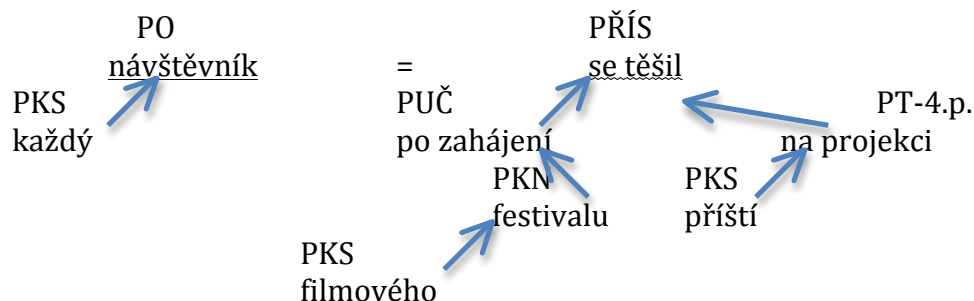 PO PŘÍS
návštěvník = se těšil
PKS PUČ PT-4.p.
každý po zahájení na projekci
PKN PKS
festivalu příští
PKS
filmového